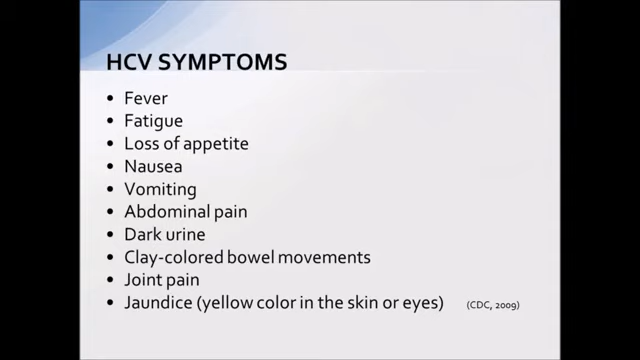 HCV SYMPTOMS
• Fever
• Fatigue
• Loss of appetite
• Nausea
• Vomiting
• Abdominal pain
• Dark urine
• Clay-colored bowel movements
• Joint pain
• Jaundice (yellow color in the skin or eyes) (CDC, 2009)